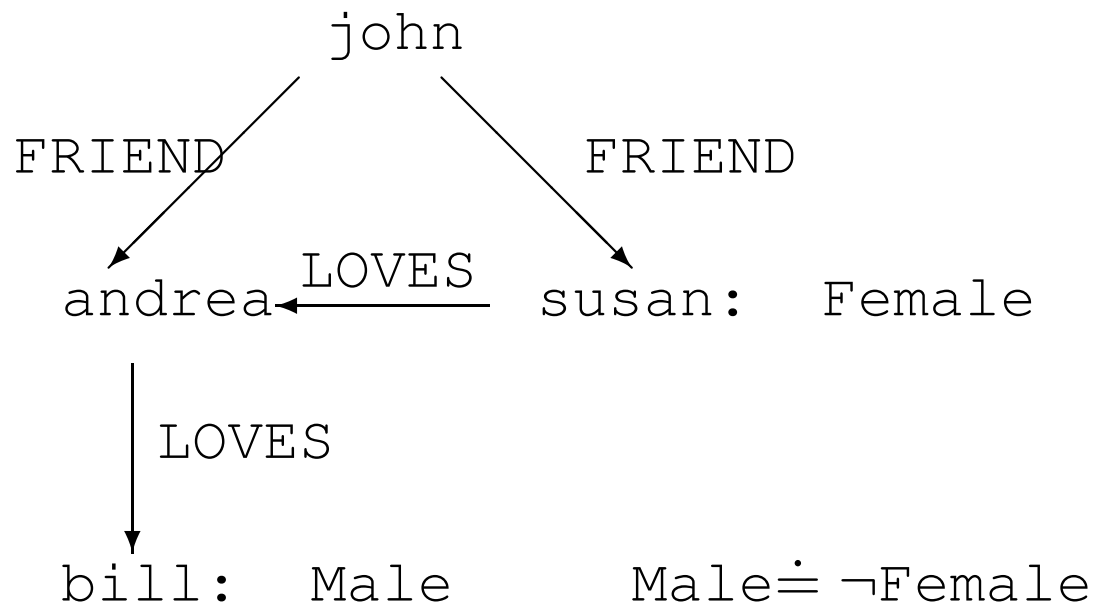 john
FRIEND FRIEND
LOVES
andrea susan: Female
LOVES
bill: Male Male≐¬Female